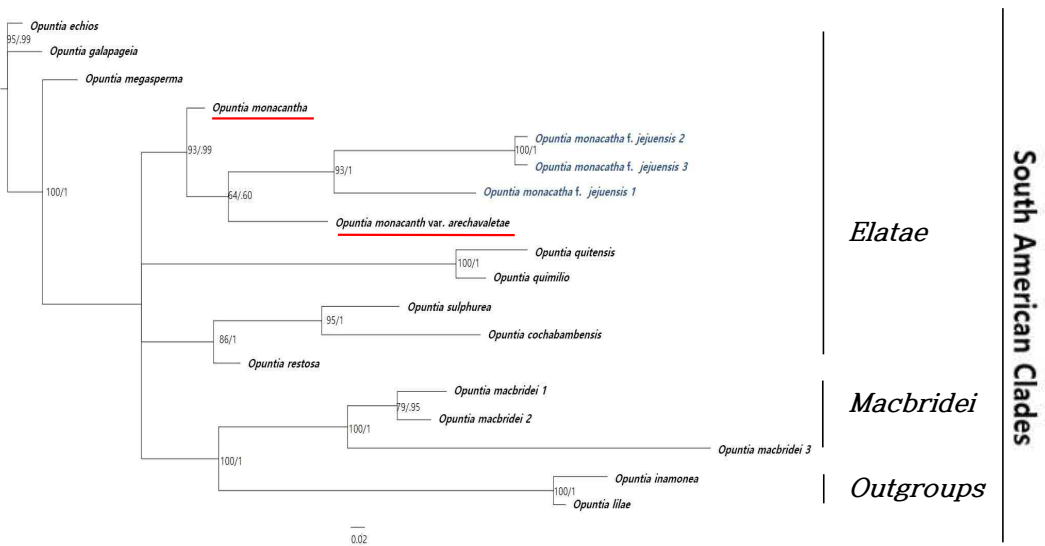 Opuntia echios
95/.99
Opuntia galapageia
Opuntia megasperma
Opuntia monacantha
Opuntia monacatha f. jejuensis 2
93/.99
100/1
Opuntia monacatha f. jejuensis 3
93/1
100/1
64/.60
Opuntia monacatha f. jejuensis 1
Opuntia monacanth var. arechavaletae
Elatae
Opuntia quitensis
100/1
Opuntia quimilio
Opuntia sulphurea
95/1
Opuntia cochabambensis
86/1
Opuntia restosa
Opuntia macbridei 1
79/.95
Macbridei
Opuntia macbridei 2
100/1
Opuntia macbridei 3
100/1
Opuntia inamonea
100/1
Outgroups
Opuntia lilae
0.02
South American Clades